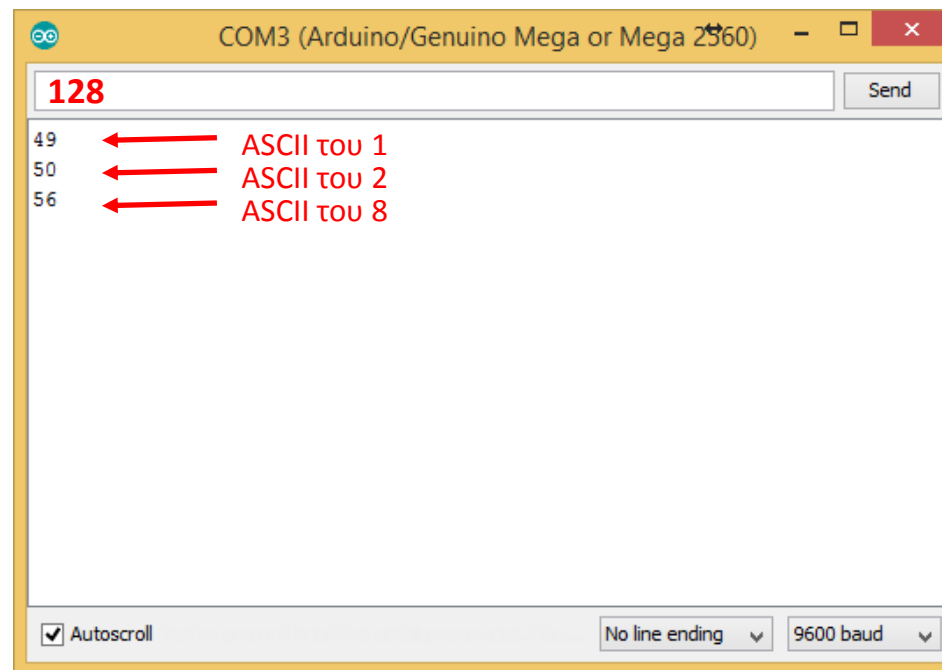 COM3 (Arduino/Genuino Mega or Mega 2560)
128
Send
49 ASCII του 1
50 ASCII του 2
56 ASCII του 8
Autoscroll
No line ending
9600 baud